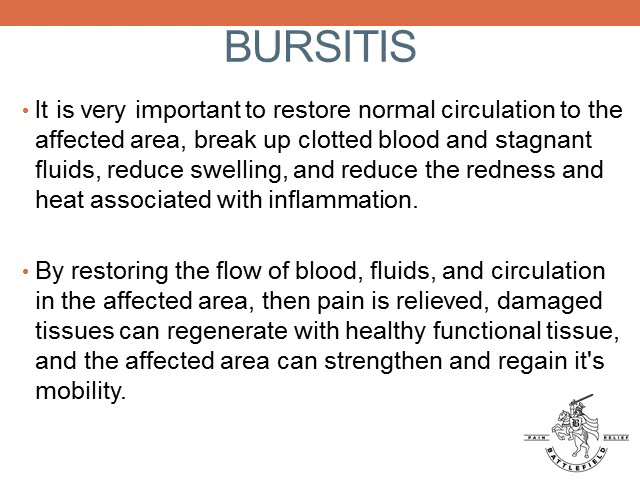 BURSITIS
• It is very important to restore normal circulation to the
affected area, break up clotted blood and stagnant
fluids, reduce swelling, and reduce the redness and
heat associated with inflammation.
• By restoring the flow of blood, fluids, and circulation
in the affected area, then pain is relieved, damaged
tissues can regenerate with healthy functional tissue,
and the affected area can strengthen and regain it's
mobility.
B
PAIN RELIEF
BATTLEFIELD